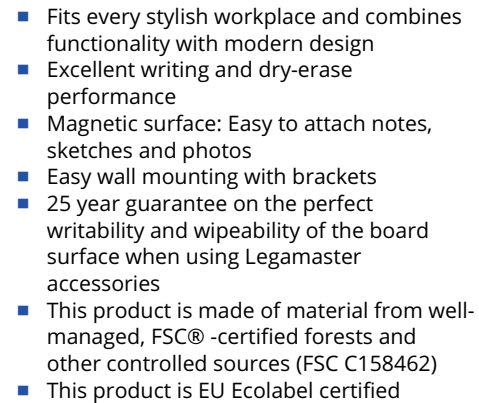 ▪ Fits every stylish workplace and combines
functionality with modern design
▪ Excellent writing and dry-erase
performance
▪ Magnetic surface: Easy to attach notes,
sketches and photos
▪ Easy wall mounting with brackets
▪ 25 year guarantee on the perfect
writability and wipeability of the board
surface when using Legamaster
accessories
▪ This product is made of material from well-
managed, FSC® -certified forests and
other controlled sources (FSC C158462)
▪ This product is EU Ecolabel certified